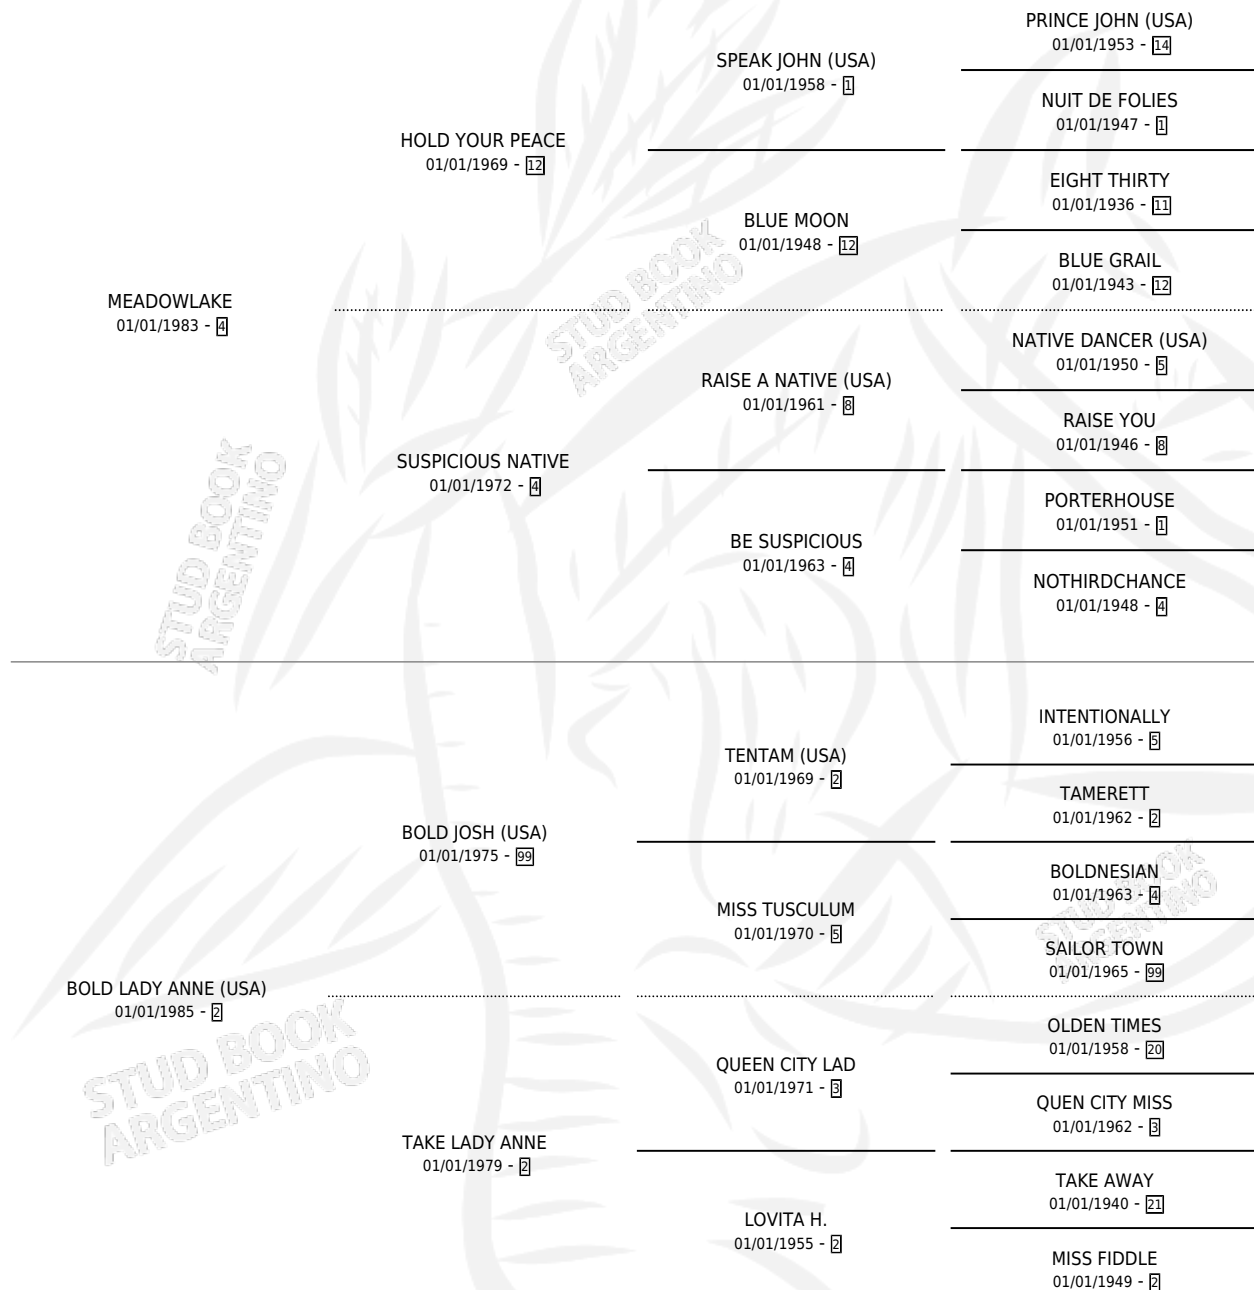 PRINCE JOHN (USA)
01/01/1953 - 14
SPEAK JOHN (USA)
01/01/1958 - 1
NUIT DE FOLIES
01/01/1947 - 1
HOLD YOUR PEACE
01/01/1969 - 12
EIGHT THIRTY
01/01/1936 - 11
BLUE MOON
01/01/1948 - 12
BLUE GRAIL
01/01/1943 - 12
MEADOWLAKE
01/01/1983 - 4
NATIVE DANCER (USA)
01/01/1950 - 5
RAISE A NATIVE (USA)
01/01/1961 - 8
RAISE YOU
01/01/1946 - 8
SUSPICIOUS NATIVE
01/01/1972 - 4
PORTERHOUSE
01/01/1951 - 1
BE SUSPICIOUS
01/01/1963 - 4
NOTHIRDCHANCE
01/01/1948 - 4
STUD BOOK
ARGENTINO
STUD BOOK
ARGENTINO
INTENTIONALLY
01/01/1956 - 5
TENTAM (USA)
01/01/1969 - 2
TAMERETT
01/01/1962 - 2
BOLD JOSH (USA)
01/01/1975 - 99
BOLDNESIAN
01/01/1963 - 4
MISS TUSCULUM
01/01/1970 - 5
SAILOR TOWN
01/01/1965 - 99
STUD BOOK
ARGENTINO
BOLD LADY ANNE (USA)
01/01/1985 - 2
OLDEN TIMES
01/01/1958 - 20
QUEEN CITY LAD
01/01/1971 - 3
QUEN CITY MISS
01/01/1962 - 3
STUD BOOK
ARGENTINO
TAKE LADY ANNE
01/01/1979 - 2
TAKE AWAY
01/01/1940 - 21
LOVITA H.
01/01/1955 - 2
MISS FIDDLE
01/01/1949 - 2